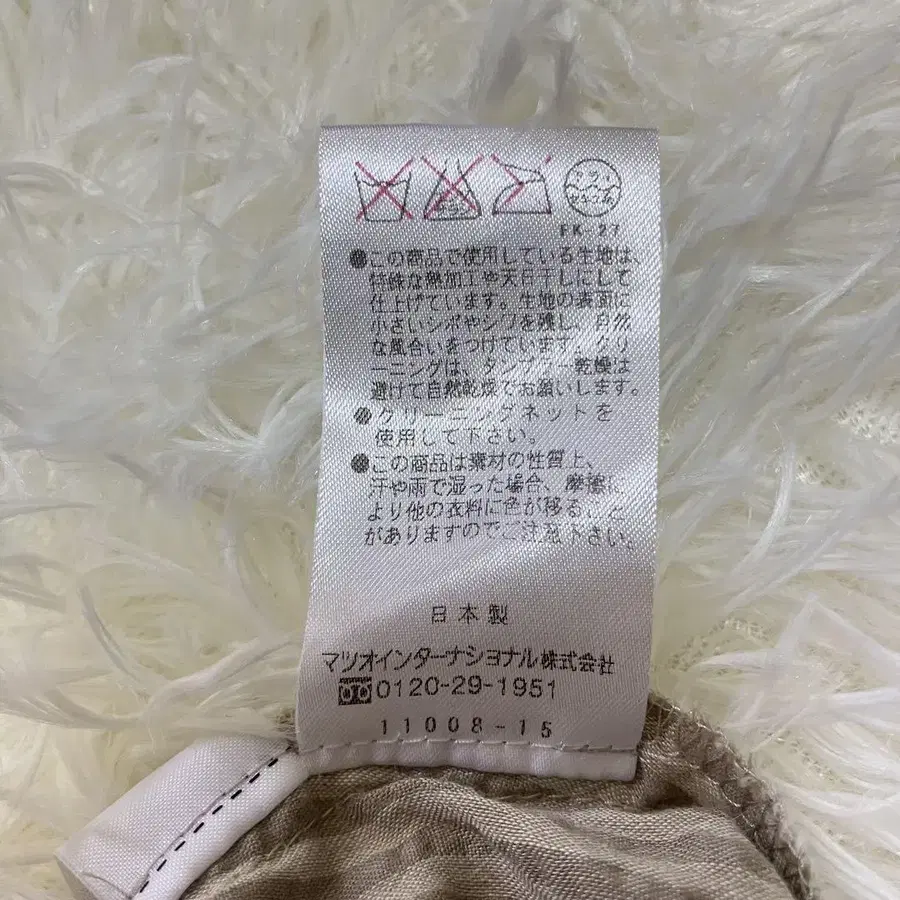 ドライ
セキユ系
FK-27
●この商品で使用している生地は、
特殊な熱加工や天日干しにして
仕上げています。生地の表面に
小さいシボやシワを残し、自然
な風合いをつけています。クリ
ーニングは、タンブラー乾燥は
避けて自然乾燥でお願いします。
●クリーニングネットを
使用して下さい。
●この商品は素材の性質上、
汗や雨で湿った場合、摩擦に
より他の衣料に色が移ること
がありますのでご注意下さい。
日本製
マツオインターナショナル株式会社
0120-29-1951
11008-15